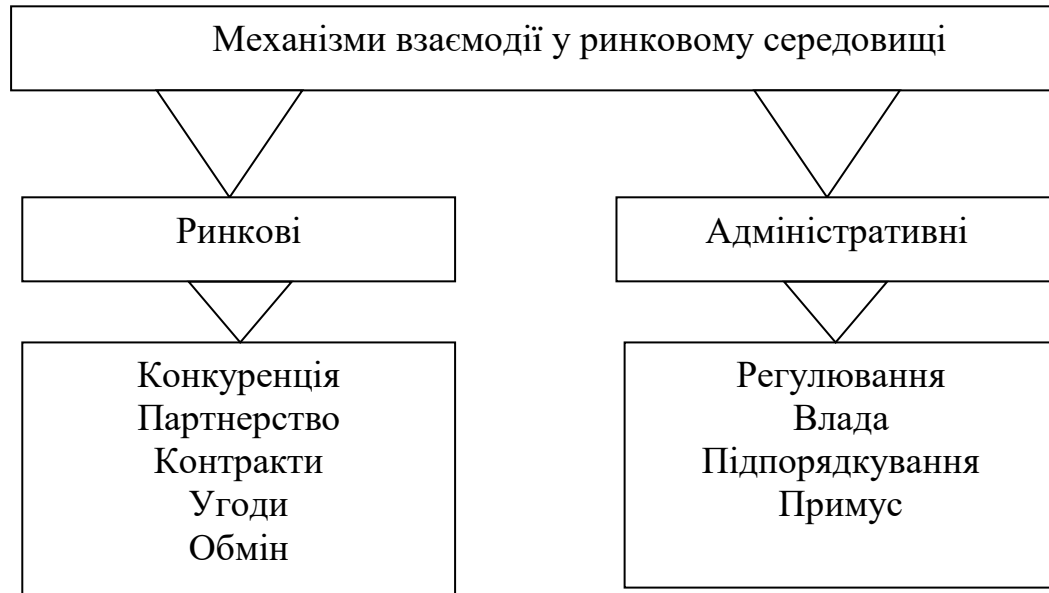 Механізми взаємодії у ринковому середовищі
Ринкові
Адміністративні
Конкуренція
Партнерство
Контракти
Угоди
Обмін
Регулювання
Влада
Підпорядкування
Примус